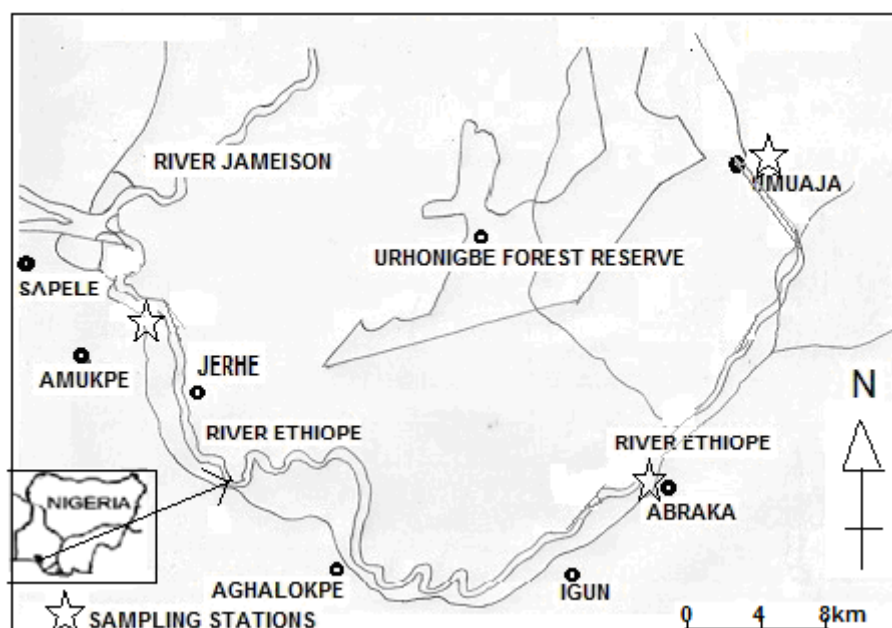 RIVER JAMEISON
UMUAJA
URHONIGBE FOREST RESERVE
SAPELE
AMUKPE
JERHE
N
RIVER ETHIOPE
RIVER ETHIOPE
NIGERIA
ABRAKA
AGHALOKPE
IGUN
SAMPLING STATIONS
0 4 8km